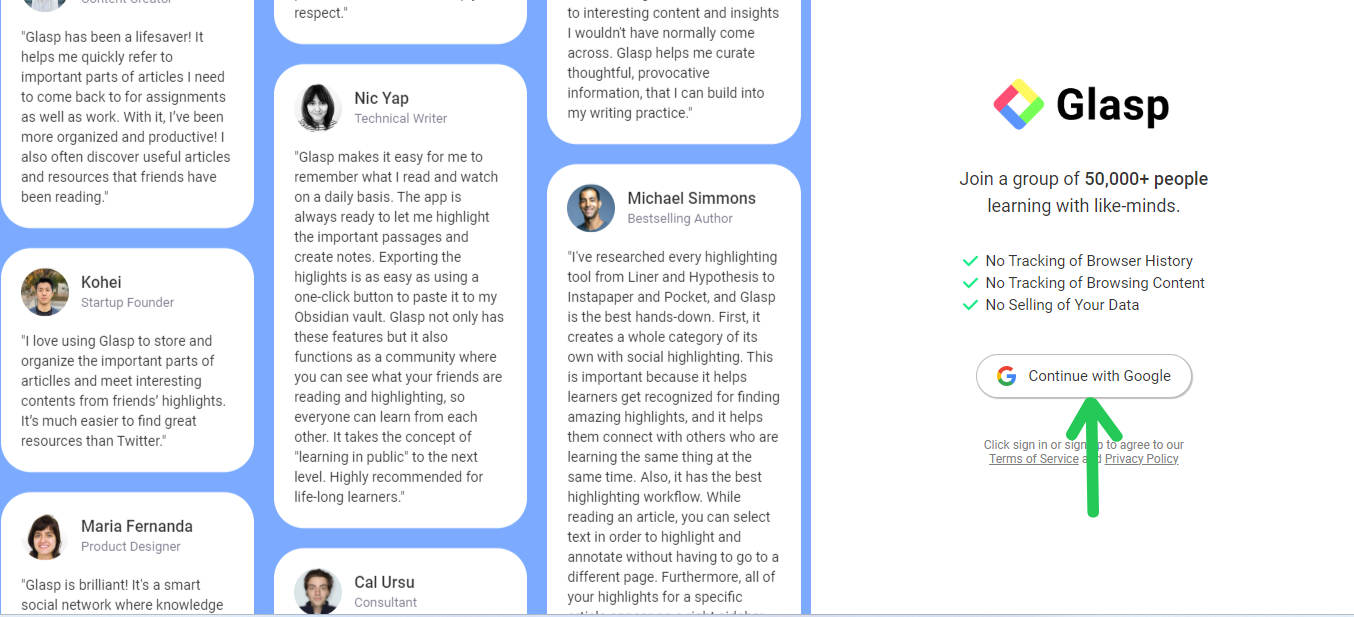 Content Creator
"Glasp has been a lifesaver! It
helps me quickly refer to
important parts of articles I need
to come back to for assignments
as well as work. With it, I've been
more organized and productive! I
also often discover useful articles
and resources that friends have
been reading."
Kohei
Startup Founder
"I love using Glasp to store and
organize the important parts of
articlles and meet interesting
contents from friends' highlights.
It's much easier to find great
resources than Twitter."
Maria Fernanda
Product Designer
"Glasp is brilliant! It's a smart
social network where knowledge
respect."
Nic Yap
Technical Writer
"Glasp makes it easy for me to
remember what I read and watch
on a daily basis. The app is
always ready to let me highlight
the important passages and
create notes. Exporting the
higlights is as easy as using a
one-click button to paste it to my
Obsidian vault. Glasp not only has
these features but it also
functions as a community where
you can see what your friends are
reading and highlighting, so
everyone can learn from each
other. It takes the concept of
"learning in public" to the next
level. Highly recommended for
life-long learners."
Cal Ursu
Consultant
to interesting content and insights
I wouldn't have normally come
across. Glasp helps me curate
thoughtful, provocative
information, that I can build into
my writing practice."
Michael Simmons
Bestselling Author
"I've researched every highlighting
tool from Liner and Hypothesis to
Instapaper and Pocket, and Glasp
is the best hands-down. First, it
creates a whole category of its
own with social highlighting. This
is important because it helps
learners get recognized for finding
amazing highlights, and it helps
them connect with others who are
learning the same thing at the
same time. Also, it has the best
highlighting workflow. While
reading an article, you can select
text in order to highlight and
annotate without having to go to a
different page. Furthermore, all of
your highlights for a specific
Glasp
Join a group of 50,000+ people
learning with like-minds.
No Tracking of Browser History
No Tracking of Browsing Content
No Selling of Your Data
Continue with Google
Click sign in or sign up to agree to our
Terms of Service and Privacy Policy